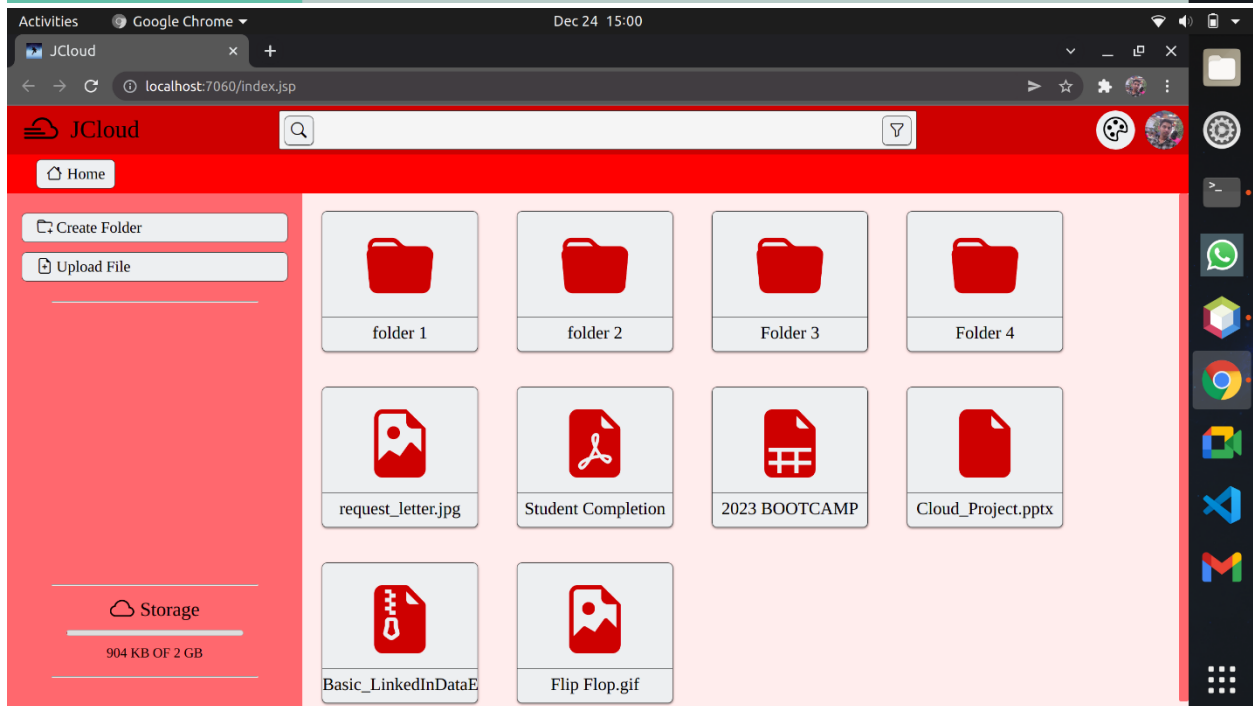 Activities Google Chrome Dec 24 15:00
JCloud
localhost:7060/index.jsp
JCloud
Home
Create Folder
Upload File
folder 1 folder 2 Folder 3 Folder 4
request_letter.jpg Student Completion 2023 BOOTCAMP Cloud_Project.pptx
Storage
904 KB OF 2 GB
Basic_LinkedInDataE Flip Flop.gif